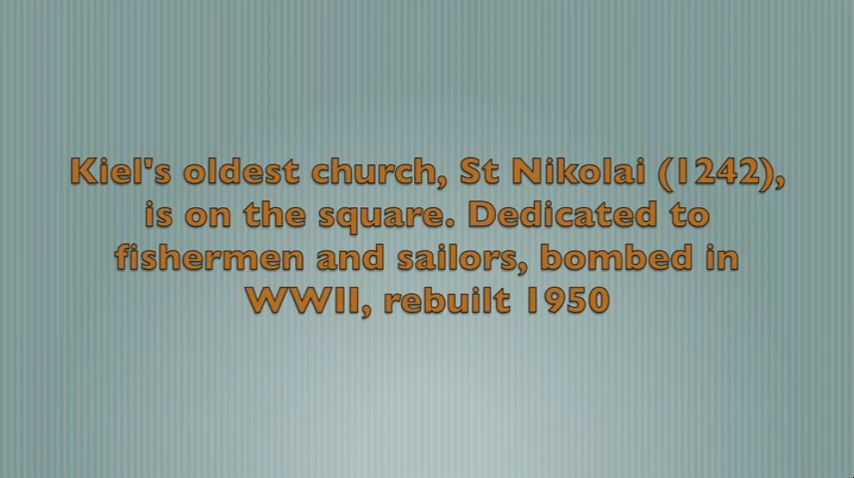 Kiel's oldest church, St Nikolai (1242),
is on the square. Dedicated to
fishermen and sailors, bombed in
WWII, rebuilt 1950